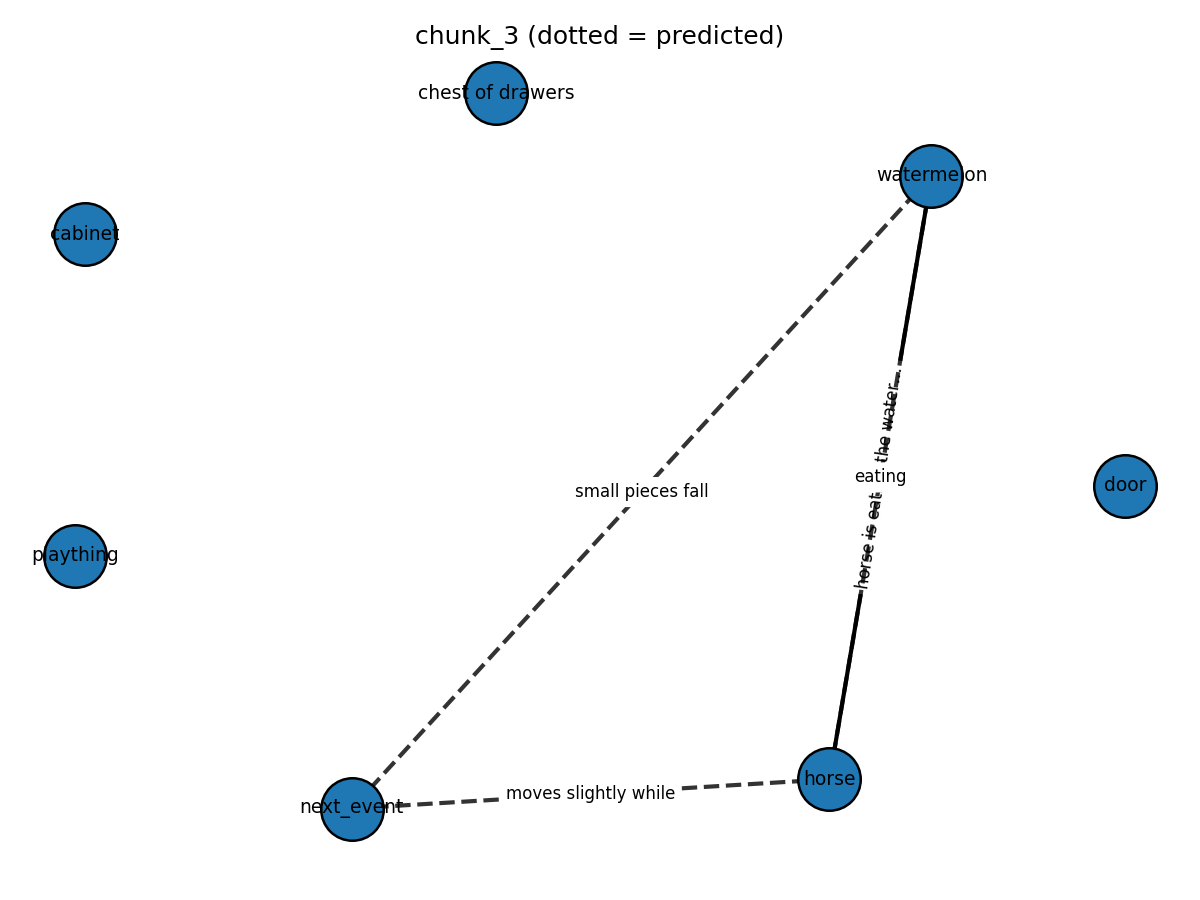 chunk_3 (dotted = predicted)
chest of drawers
watermelon
cabinet
the water...
eating
door
small pieces fall
horse is eat
plaything
horse
moves slightly while
next_event